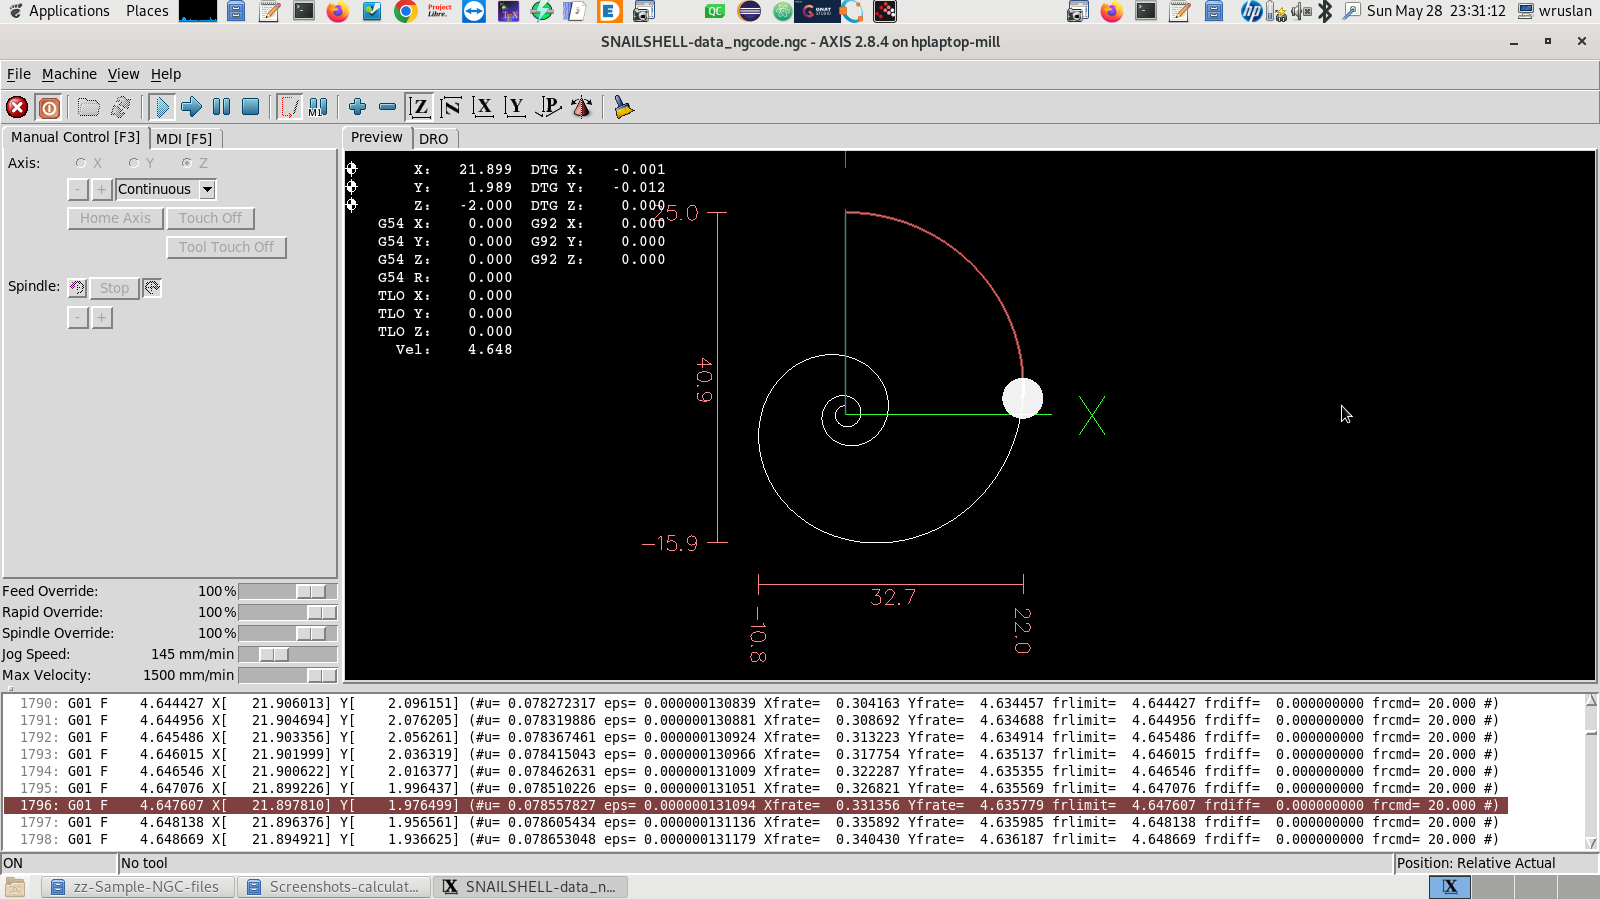 Applications Places Project Libre. TEX QC E GNAT STUDIO hp Sun May 28 23:31:12 wruslan
SNAILSHELL-data_ngcode.ngc - AXIS 2.8.4 on hplaptop-mill
File Machine View Help
M1 Z N X Y P
Manual Control [F3] MDI [F5] Preview DRO
Axis: X Y Z
- + Continuous
Home Axis Touch Off
Tool Touch Off
Spindle: Stop
- +
X: 21.899 DTG X: -0.001
Y: 1.989 DTG Y: -0.012
Z: -2.000 DTG Z: 0.000
G54 X: 0.000 G92 X: 0.000
G54 Y: 0.000 G92 Y: 0.000
G54 Z: 0.000 G92 Z: 0.000
G54 R: 0.000
TLO X: 0.000
TLO Y: 0.000
TLO Z: 0.000
Vel: 4.648
25.0
40.9
-15.9
X
32.7
-10.8
22.0
Feed Override: 100%
Rapid Override: 100%
Spindle Override: 100%
Jog Speed: 145 mm/min
Max Velocity: 1500 mm/min
1790: G01 F 4.644427 X[ 21.906013] Y[ 2.096151] (#u= 0.078272317 eps= 0.000000130839 Xfrate= 0.304163 Yfrate= 4.634457 frlimit= 4.644427 frdiff= 0.000000000 frcmd= 20.000 #)
1791: G01 F 4.644956 X[ 21.904694] Y[ 2.076205] (#u= 0.078319886 eps= 0.000000130881 Xfrate= 0.308692 Yfrate= 4.634688 frlimit= 4.644956 frdiff= 0.000000000 frcmd= 20.000 #)
1792: G01 F 4.645486 X[ 21.903356] Y[ 2.056261] (#u= 0.078367461 eps= 0.000000130924 Xfrate= 0.313223 Yfrate= 4.634914 frlimit= 4.645486 frdiff= 0.000000000 frcmd= 20.000 #)
1793: G01 F 4.646015 X[ 21.901999] Y[ 2.036319] (#u= 0.078415043 eps= 0.000000130966 Xfrate= 0.317754 Yfrate= 4.635137 frlimit= 4.646015 frdiff= 0.000000000 frcmd= 20.000 #)
1794: G01 F 4.646546 X[ 21.900622] Y[ 2.016377] (#u= 0.078462631 eps= 0.000000131009 Xfrate= 0.322287 Yfrate= 4.635355 frlimit= 4.646546 frdiff= 0.000000000 frcmd= 20.000 #)
1795: G01 F 4.647076 X[ 21.899226] Y[ 1.996437] (#u= 0.078510226 eps= 0.000000131051 Xfrate= 0.326821 Yfrate= 4.635569 frlimit= 4.647076 frdiff= 0.000000000 frcmd= 20.000 #)
1796: G01 F 4.647607 X[ 21.897810] Y[ 1.976499] (#u= 0.078557827 eps= 0.000000131094 Xfrate= 0.331356 Yfrate= 4.635779 frlimit= 4.647607 frdiff= 0.000000000 frcmd= 20.000 #)
1797: G01 F 4.648138 X[ 21.896376] Y[ 1.956561] (#u= 0.078605434 eps= 0.000000131136 Xfrate= 0.335892 Yfrate= 4.635985 frlimit= 4.648138 frdiff= 0.000000000 frcmd= 20.000 #)
1798: G01 F 4.648669 X[ 21.894921] Y[ 1.936625] (#u= 0.078653048 eps= 0.000000131179 Xfrate= 0.340430 Yfrate= 4.636187 frlimit= 4.648669 frdiff= 0.000000000 frcmd= 20.000 #)
ON No tool Position: Relative Actual
zz-Sample-NGC-files Screenshots-calculat... X SNAILSHELL-data_n... X